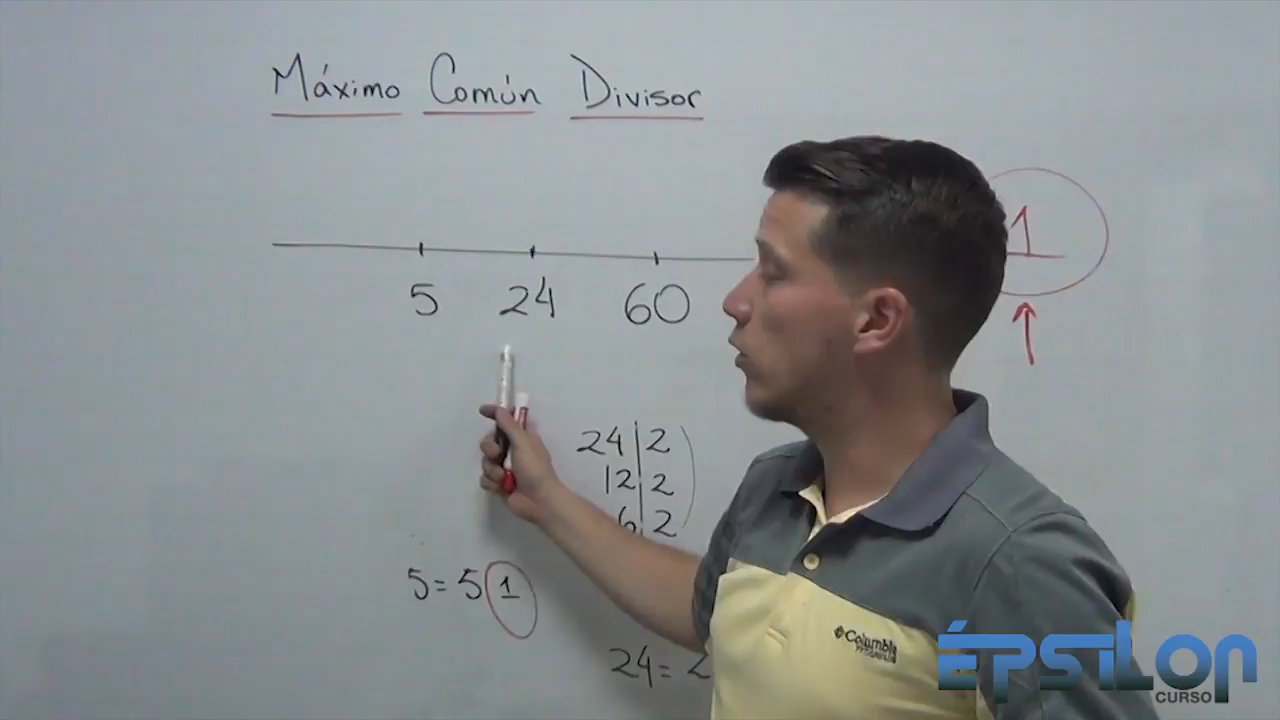 Máximo Común Divisor
1
5 24 60
24 2
12 2
6 2
5 = 5 1
24 =
Columbia
ÉPSILON
CURSO